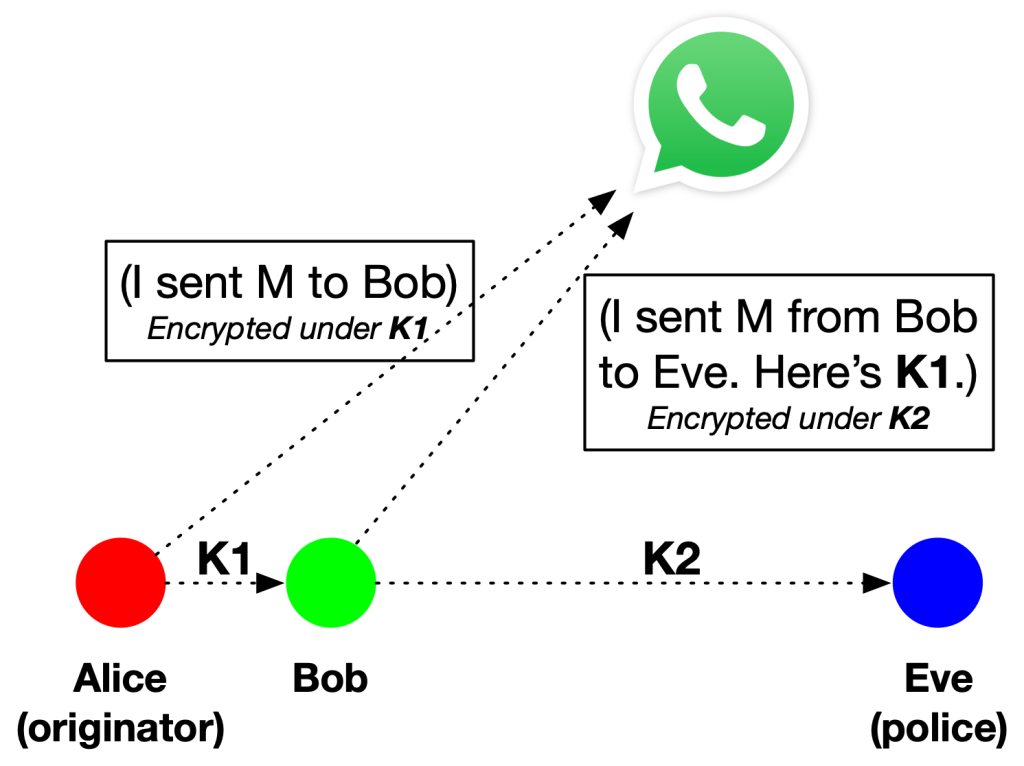 (I sent M to Bob)
Encrypted under K1
(I sent M from Bob
to Eve. Here’s K1.)
Encrypted under K2
K1
K2
Alice
(originator)
Bob
Eve
(police)